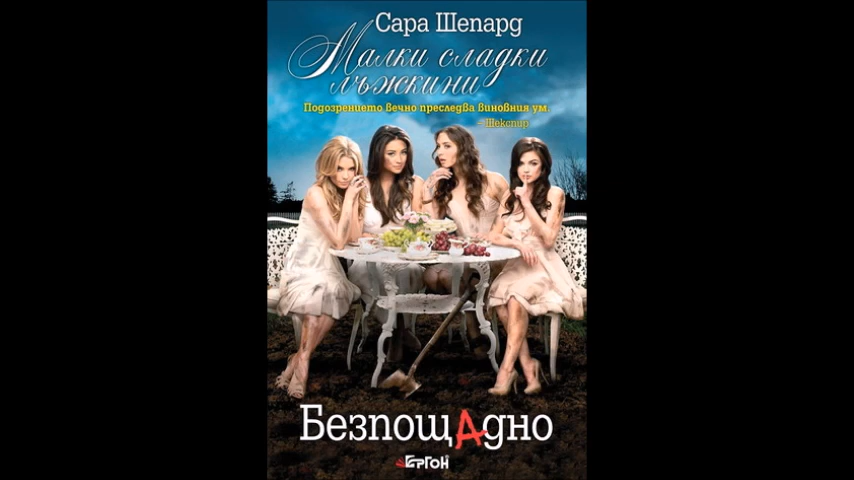 Сара Шепард
Малки сладки
лъжкини
Подозрението вечно преследва виновния ум.
– Шекспир
БезпощАдно
ЕРГОН